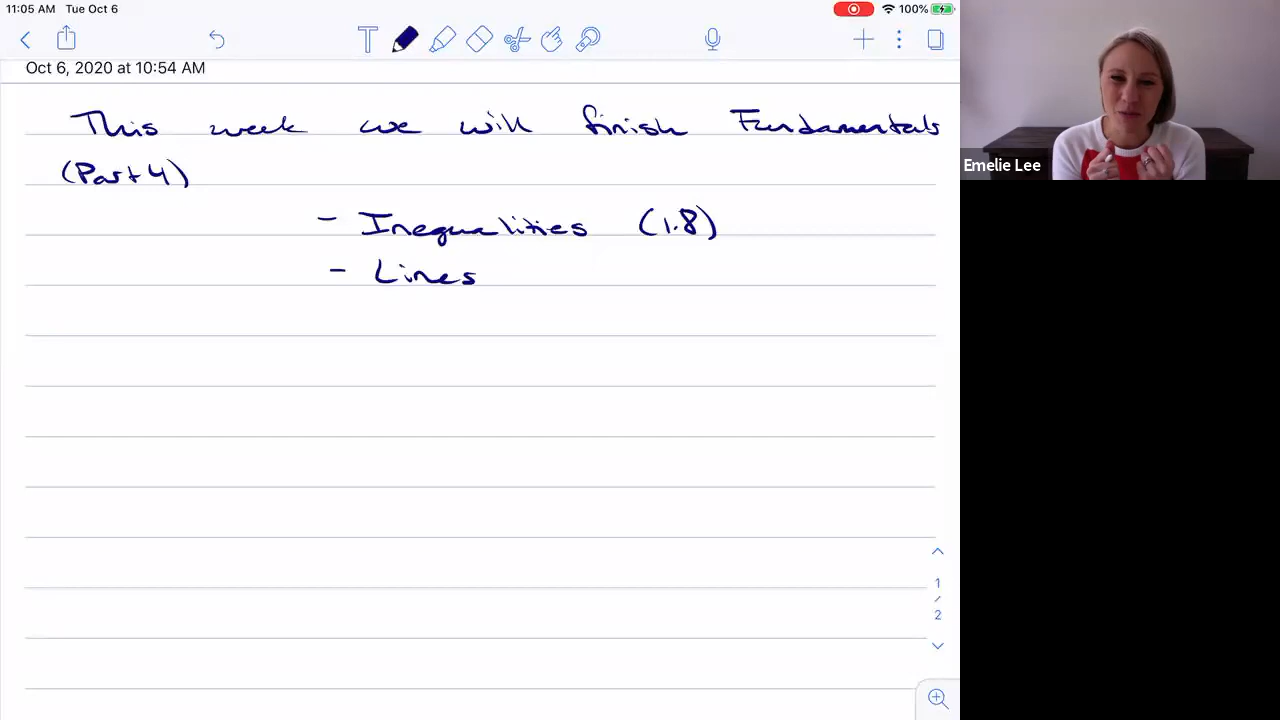 11:05 AM Tue Oct 6
100%
Oct 6, 2020 at 10:54 AM
This week we will finish Fundamentals
(Part 4)
- Inequalities (1.8)
- Lines
Emelie Lee
1
/
2